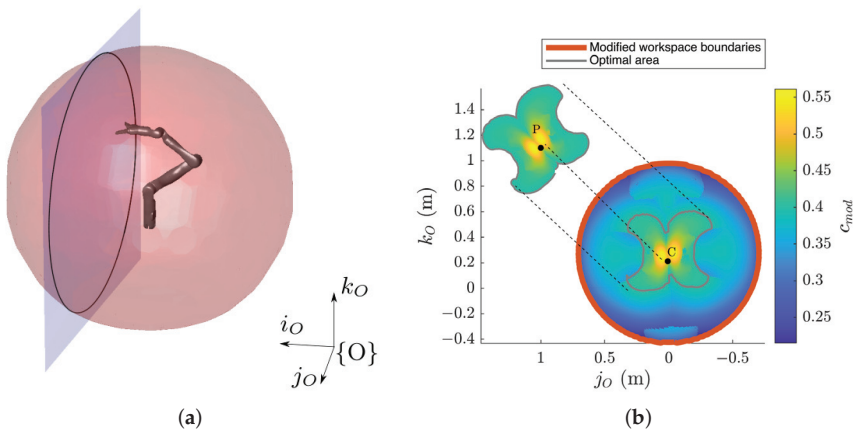 (a)
k_O
i_O
{O}
j_O
(a)
(b)
Modified workspace boundaries
Optimal area
1.4
1.2
1
0.8
0.6
0.4
0.2
0
−0.2
−0.4
k_O (m)
P
C
1
0.5
0
-0.5
j_O (m)
0.55
0.5
0.45
0.4
0.35
0.3
0.25
c_mod
(b)